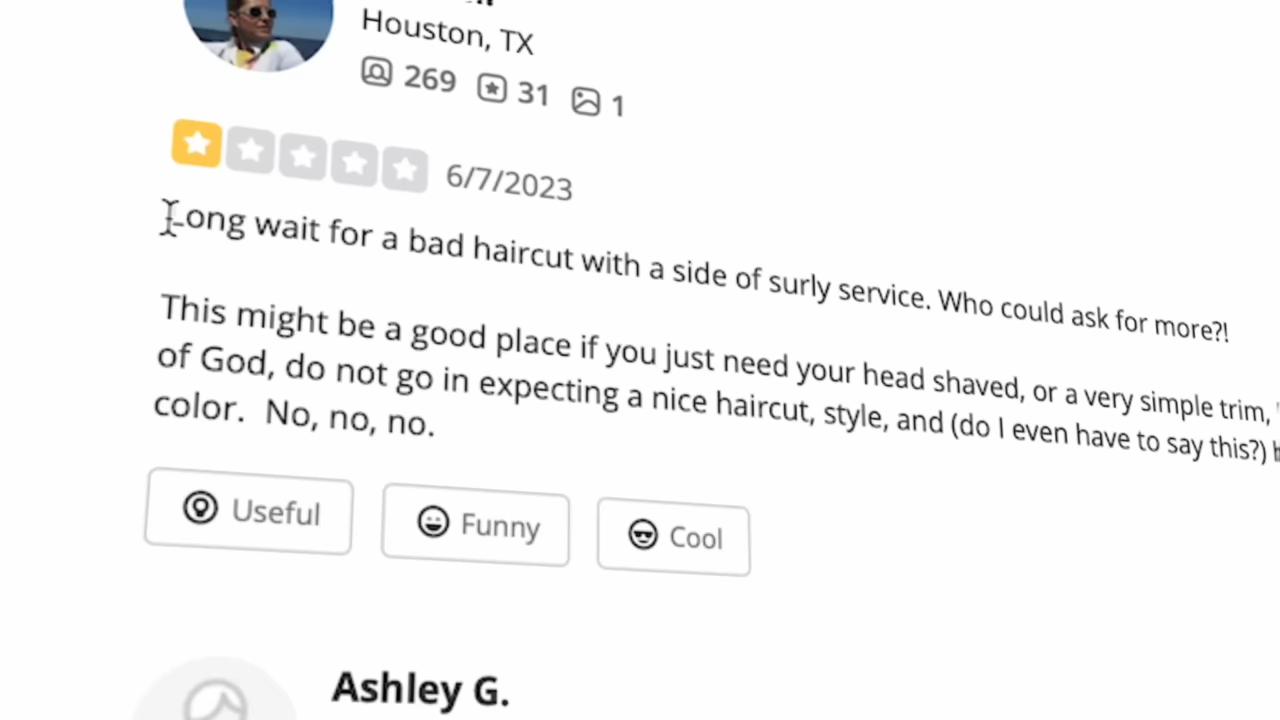 Houston, TX
269 31 1
6/7/2023
Long wait for a bad haircut with a side of surly service. Who could ask for more?!
This might be a good place if you just need your head shaved, or a very simple trim,
of God, do not go in expecting a nice haircut, style, and (do I even have to say this?)
color. No, no, no.
Useful Funny Cool
Ashley G.